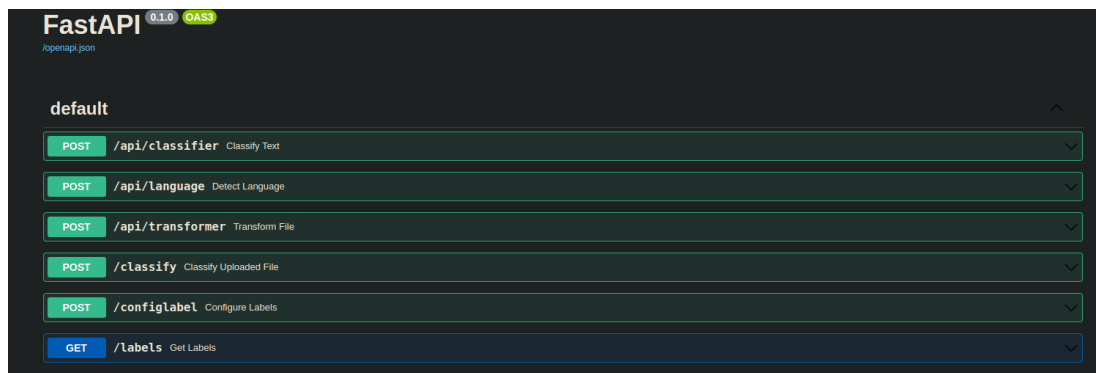 FastAPI 0.1.0 OAS3
/openapi.json
default
POST /api/classifier Classify Text
POST /api/language Detect Language
POST /api/transformer Transform File
POST /classify Classify Uploaded File
POST /configlabel Configure Labels
GET /labels Get Labels